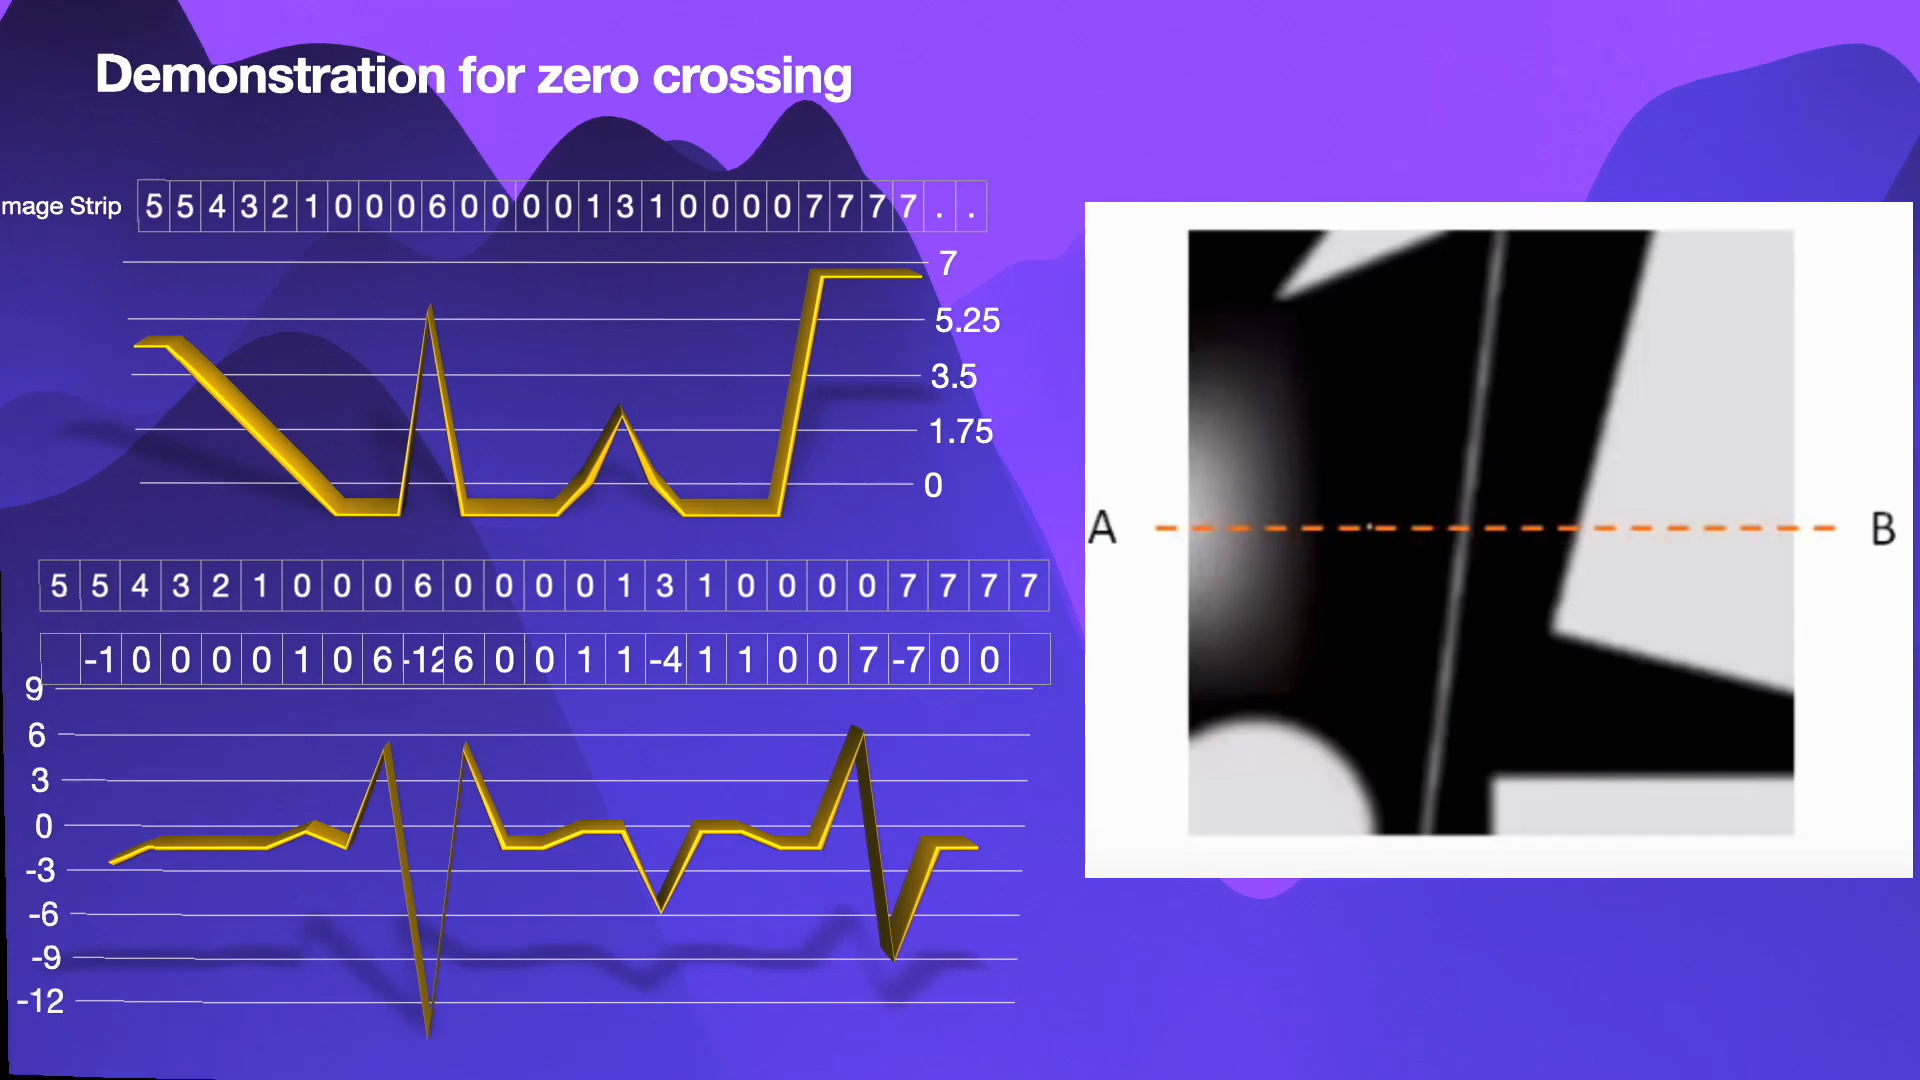 Demonstration for zero crossing
mage Strip 5 5 4 3 2 1 0 0 0 6 0 0 0 0 1 3 1 0 0 0 0 7 7 7 7 . .
7
5.25
3.5
1.75
0
5 5 4 3 2 1 0 0 0 6 0 0 0 0 1 3 1 0 0 0 0 7 7 7 7
-1 0 0 0 0 1 0 6 -12 6 0 0 1 1 -4 1 1 0 0 7 -7 0 0
9
6
3
0
-3
-6
-9
-12
A B